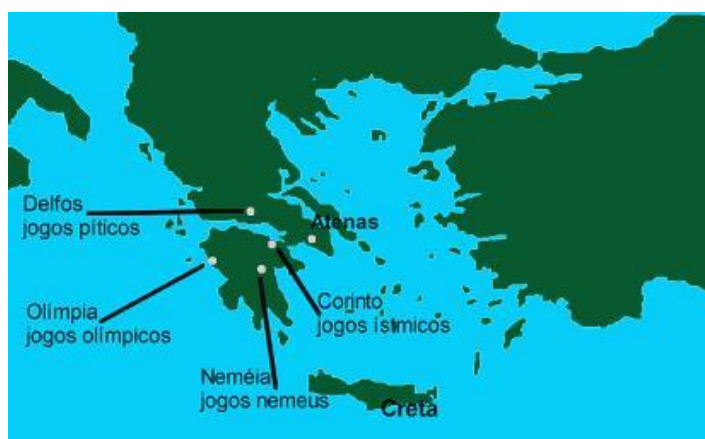 Delfos
jogos píticos
Atenas
Olímpia
jogos olímpicos
Corinto
jogos ístmicos
Neméia
jogos nemeus
Creta